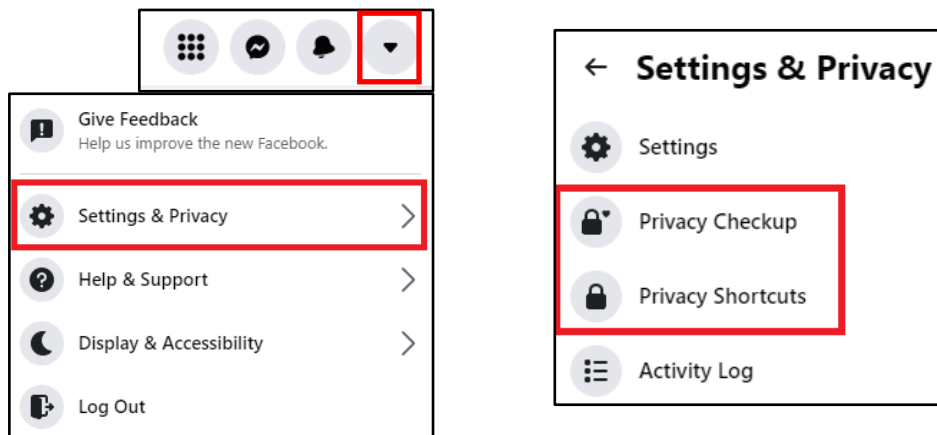 Give Feedback
Help us improve the new Facebook.
Settings & Privacy
Help & Support
Display & Accessibility
Log Out
Settings & Privacy
Settings
Privacy Checkup
Privacy Shortcuts
Activity Log